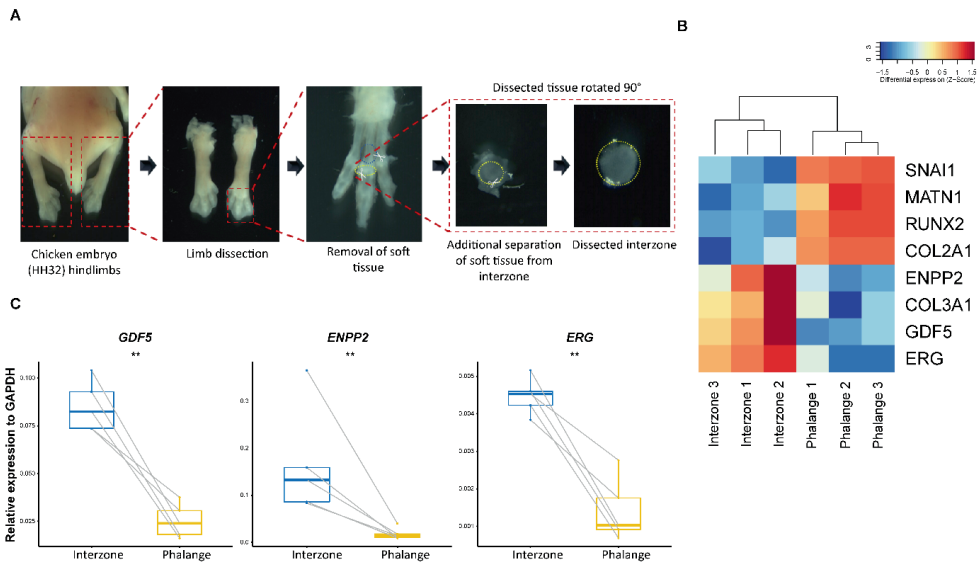 A
Dissected tissue rotated 90°
Chicken embryo
(HH32) hindlimbs
Limb dissection
Removal of soft
tissue
Additional separation
of soft tissue from
interzone
Dissected interzone
B
0 3
−1.5 −0.5 0 0.5 1 1.5
Differential expression (Z−Score)
SNAI1
MATN1
RUNX2
COL2A1
ENPP2
COL3A1
GDF5
ERG
Interzone 3
Interzone 1
Interzone 2
Phalange 1
Phalange 2
Phalange 3
C
GDF5
**
Relative expression to GAPDH
0.100
0.075
0.050
0.025
Interzone Phalange
ENPP2
**
0.3
0.2
0.1
0.0
Interzone Phalange
ERG
**
0.005
0.004
0.003
0.002
0.001
Interzone Phalange